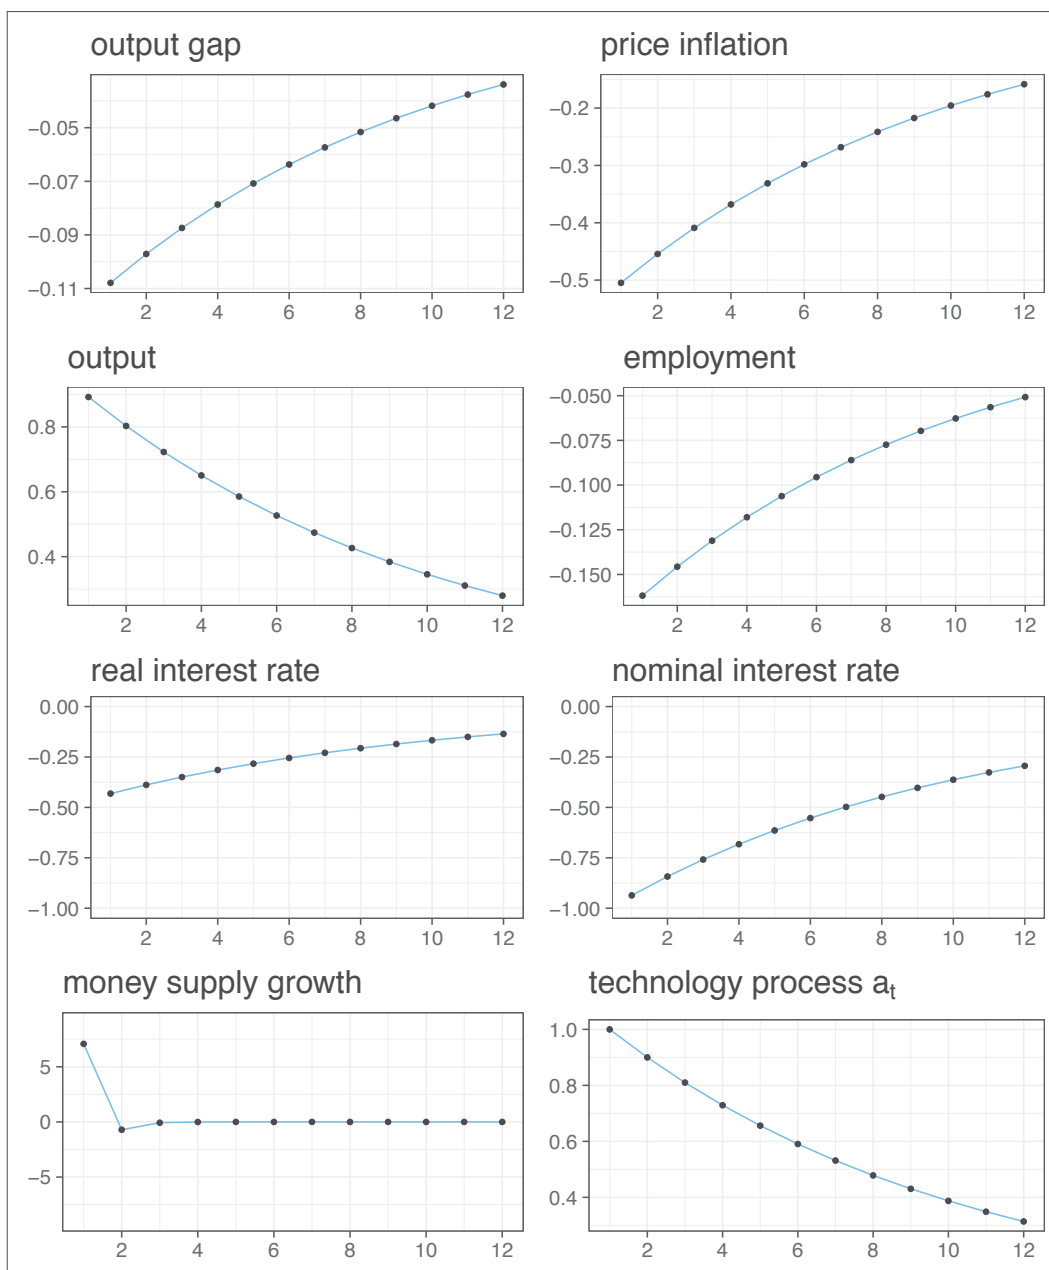 output gap
−0.05
−0.07
−0.09
−0.11
2 4 6 8 10 12
price inflation
−0.2
−0.3
−0.4
−0.5
2 4 6 8 10 12
output
0.8
0.6
0.4
2 4 6 8 10 12
employment
−0.050
−0.075
−0.100
−0.125
−0.150
2 4 6 8 10 12
real interest rate
0.00
−0.25
−0.50
−0.75
−1.00
2 4 6 8 10 12
nominal interest rate
0.00
−0.25
−0.50
−0.75
−1.00
2 4 6 8 10 12
money supply growth
5
0
−5
2 4 6 8 10 12
technology process aₜ
1.0
0.8
0.6
0.4
2 4 6 8 10 12